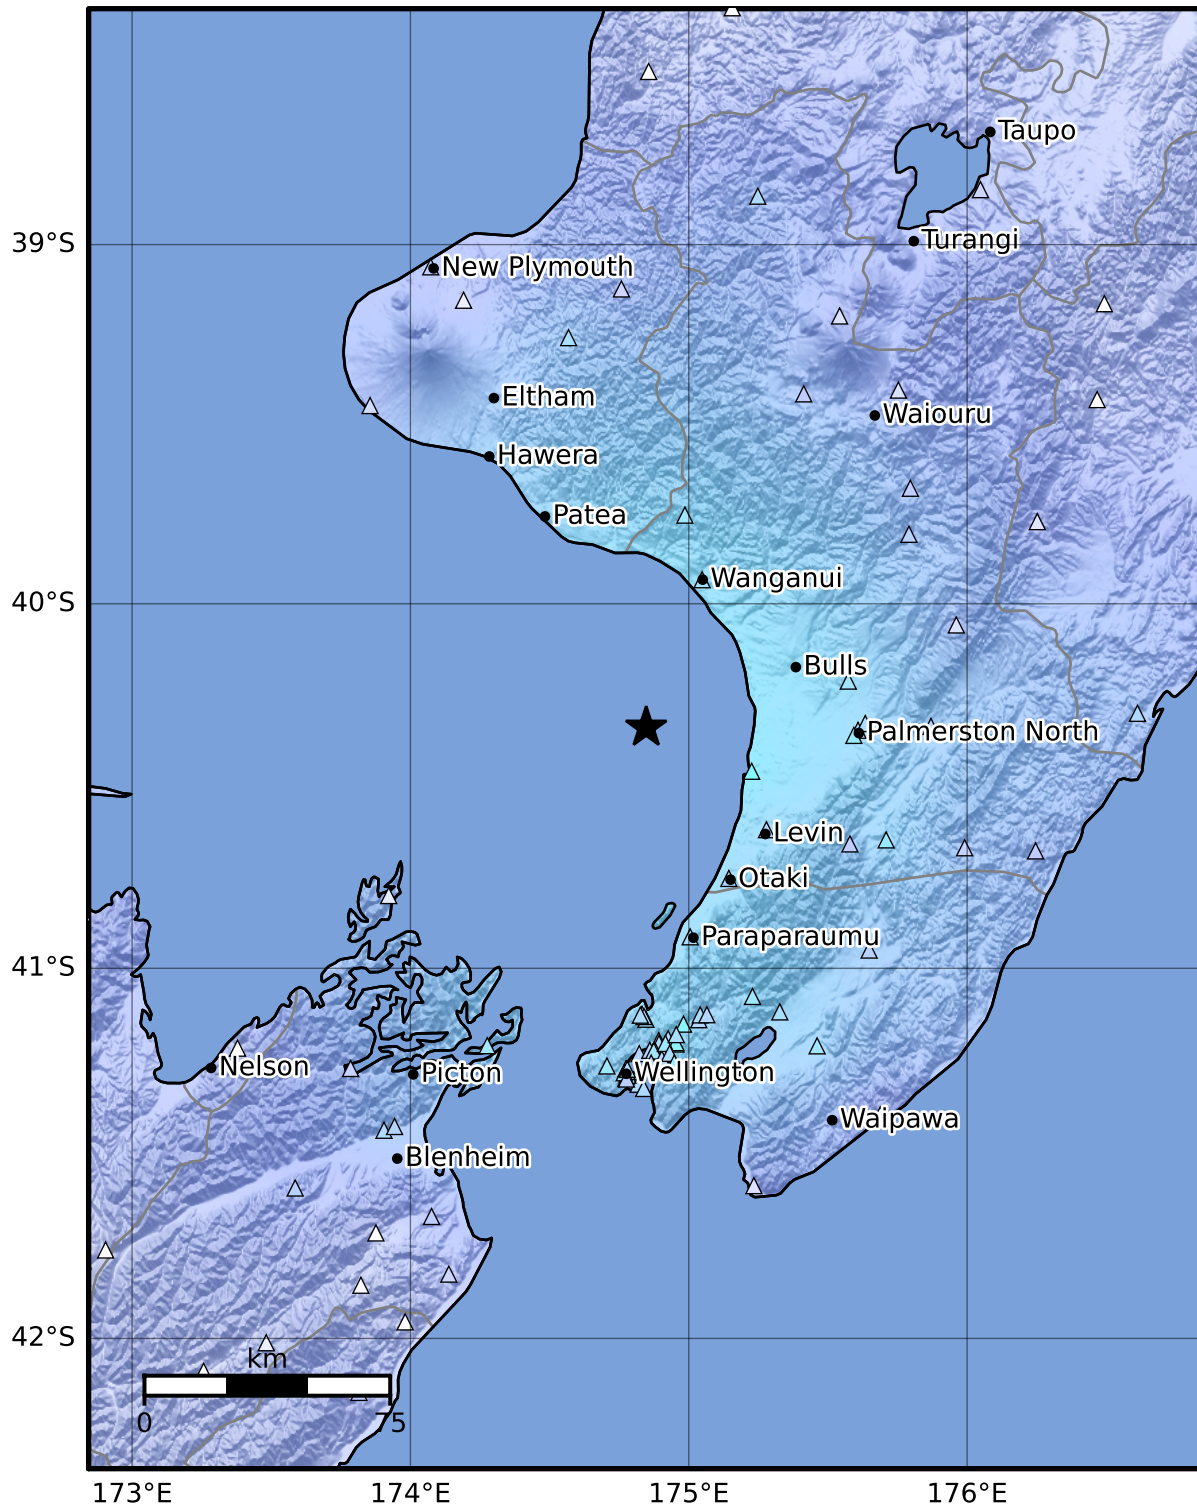 Taupo
39°S
Turangi
New Plymouth
Eltham
Waiouru
Hawera
Patea
Wanganui
40°S
Bulls
Palmerston North
Levin
Otaki
Paraparaumu
41°S
Nelson
Picton
Wellington
Waipawa
Blenheim
42°S
km
0
75
173°E
174°E
175°E
176°E